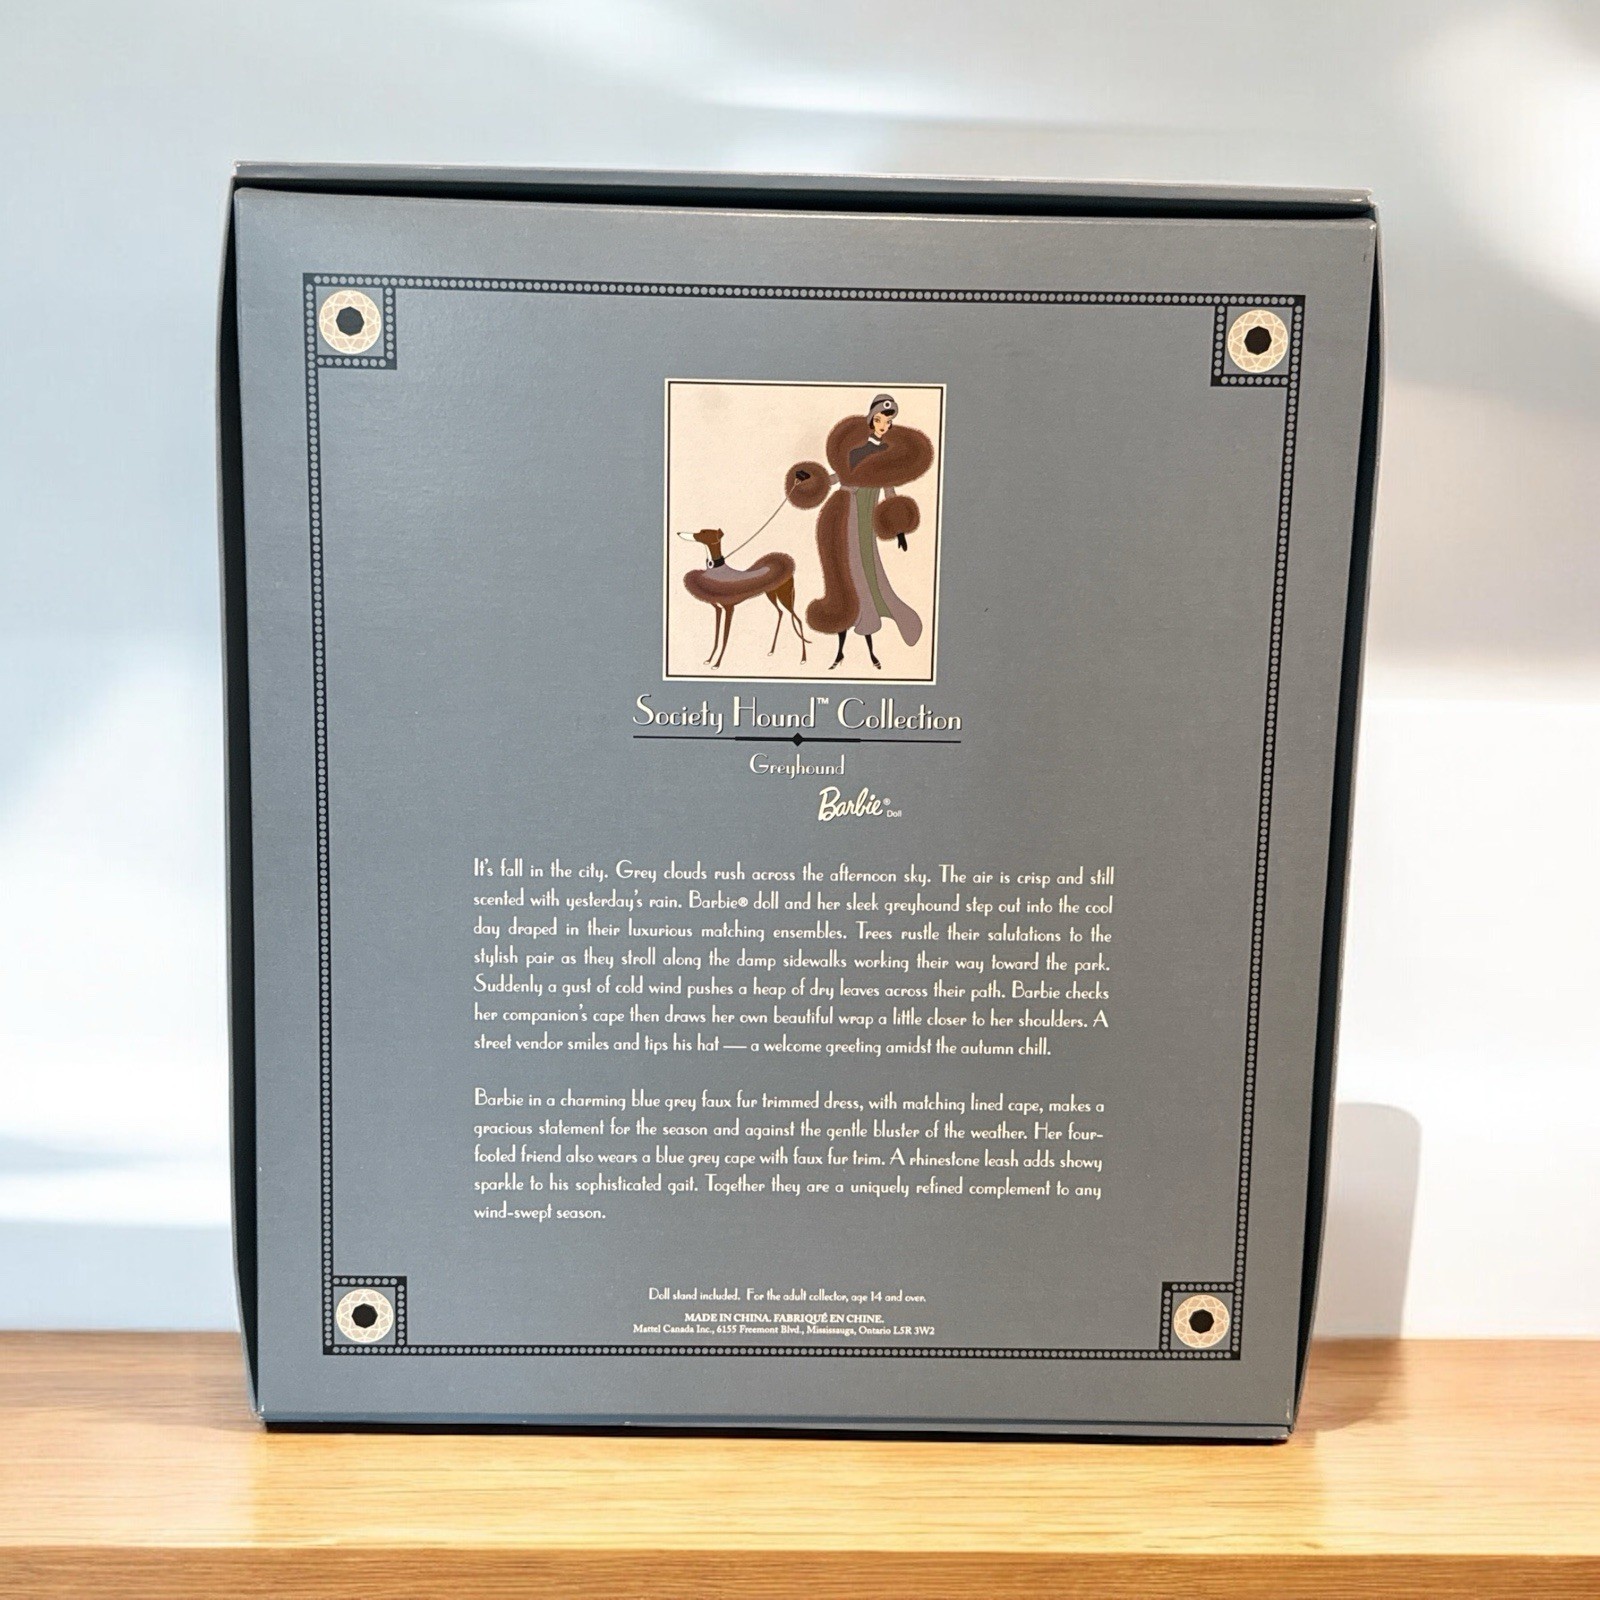 Society Hound™ Collection
Greyhound
Barbie® Doll
It's fall in the city. Grey clouds rush across the afternoon sky. The air is crisp and still
scented with yesterday's rain. Barbie® doll and her sleek greyhound step out into the cool
day draped in their luxurious matching ensembles. Trees rustle their salutations to the
stylish pair as they stroll along the damp sidewalks working their way toward the park.
Suddenly a gust of cold wind pushes a heap of dry leaves across their path. Barbie checks
her companion's cape then draws her own beautiful wrap a little closer to her shoulders. A
street vendor smiles and tips his hat — a welcome greeting amidst the autumn chill.
Barbie in a charming blue grey faux fur trimmed dress, with matching lined cape, makes a
gracious statement for the season and against the gentle bluster of the weather. Her four-
footed friend also wears a blue grey cape with faux fur trim. A rhinestone leash adds showy
sparkle to his sophisticated gait. Together they are a uniquely refined complement to any
wind-swept season.
Doll stand included. For the adult collector, age 14 and over.
MADE IN CHINA. FABRIQUÉ EN CHINE.
Mattel Canada Inc., 6155 Freemont Blvd., Mississauga, Ontario L5R 3W2